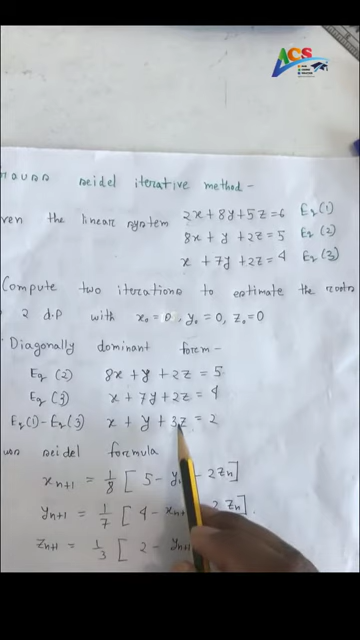 ACS
seidel iterative method-
the linear system 2x+8y+5z=6 Eq(1)
8x + y +2z = 5 Eq (2)
x + 7y +2z = 4 Eq (3)
Compute two iterations to estimate the roots
2 d.p with x₀ = 0, y₀ = 0, z₀ = 0
Diagonally dominant form-
Eq (2) 8x + y + 2z = 5
Eq (3) x + 7y + 2z = 4
Eq(1)-Eq(3) x + y + 3z = 2
seidel formula
xn+1 = 1/8 [ 5 - y - 2zn]
yn+1 = 1/7 [ 4 - xn+ 2zn].
zn+1 = 1/3 [ 2 - yn+1